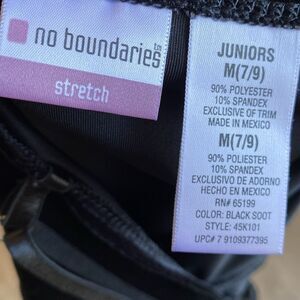 no boundaries
stretch
JUNIORS
M(7/9)
90% POLYESTER
10% SPANDEX
EXCLUSIVE OF TRIM
MADE IN MEXICO
M(7/9)
90% POLIESTER
10% SPANDEX
EXCLUSIVO DE ADORNO
HECHO EN MEXICO
RN# 65199
COLOR: BLACK SOOT
STYLE: 45K101
UPC# 7 9109377395